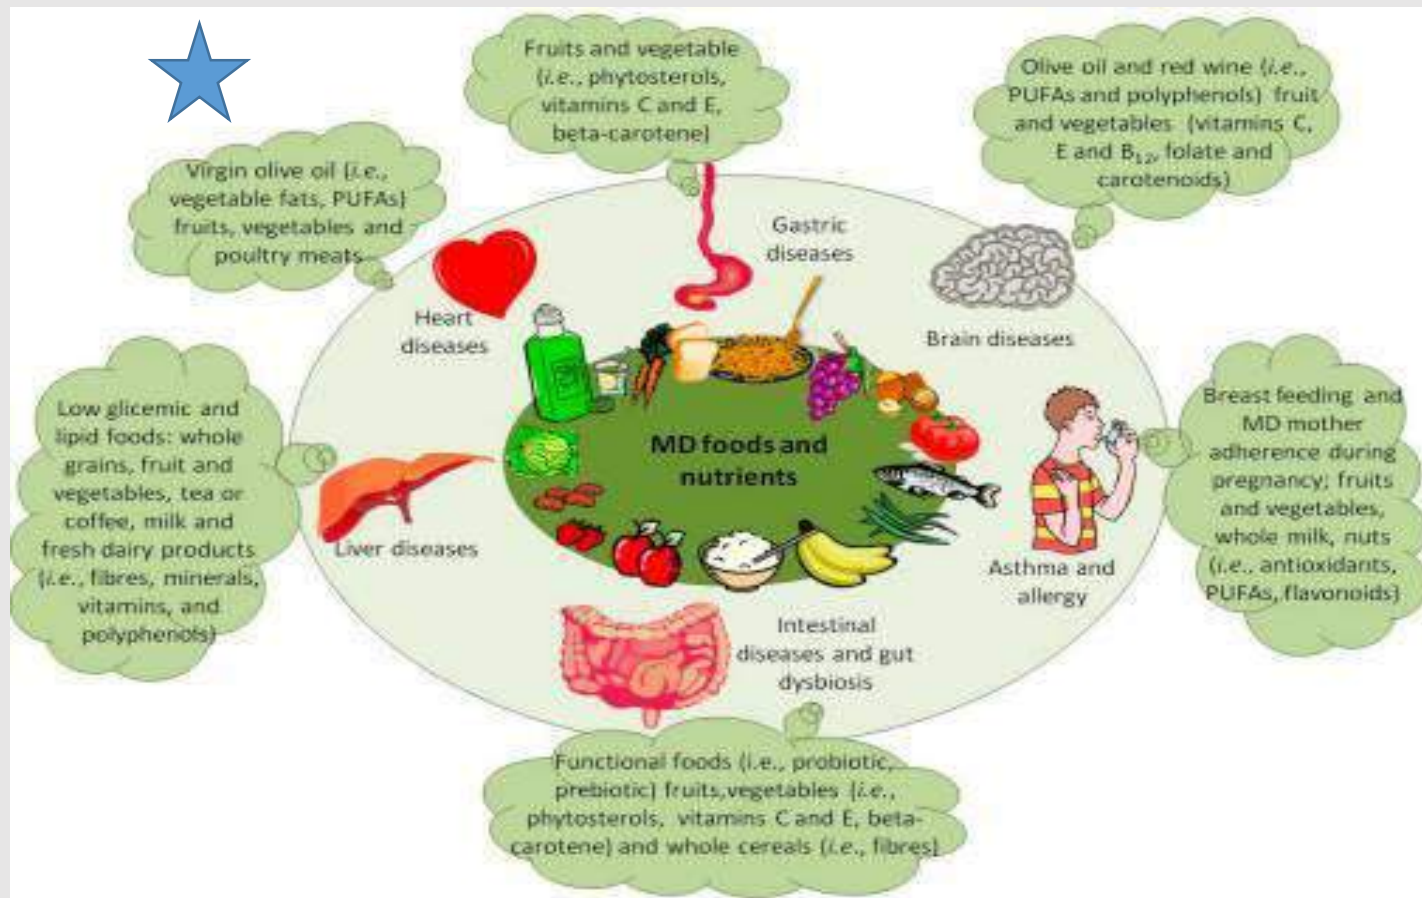 Fruits and vegetable
(i.e., phytosterols,
vitamins C and E,
beta-carotene)
Olive oil and red wine (i.e.,
PUFAs and polyphenols) fruit
and vegetables (vitamins C,
E and B12, folate and
carotenoids)
Virgin olive oil (i.e.,
vegetable fats, PUFAs)
fruits, vegetables and
poultry meats
Gastric
diseases
Heart
diseases
Brain diseases
Low glicemic and
lipid foods: whole
grains, fruit and
vegetables, tea or
coffee, milk and
fresh dairy products
(i.e., fibres, minerals,
vitamins, and
polyphenols)
MD foods and
nutrients
Breast feeding and
MD mother
adherence during
pregnancy; fruits
and vegetables,
whole milk, nuts
(i.e., antioxidants,
PUFAs, flavonoids)
Liver diseases
Asthma and
allergy
Intestinal
diseases and gut
dysbiosis
Functional foods (i.e., probiotic,
prebiotic) fruits,vegetables (i.e.,
phytosterols, vitamins C and E, beta-
carotene) and whole cereals (i.e., fibres)